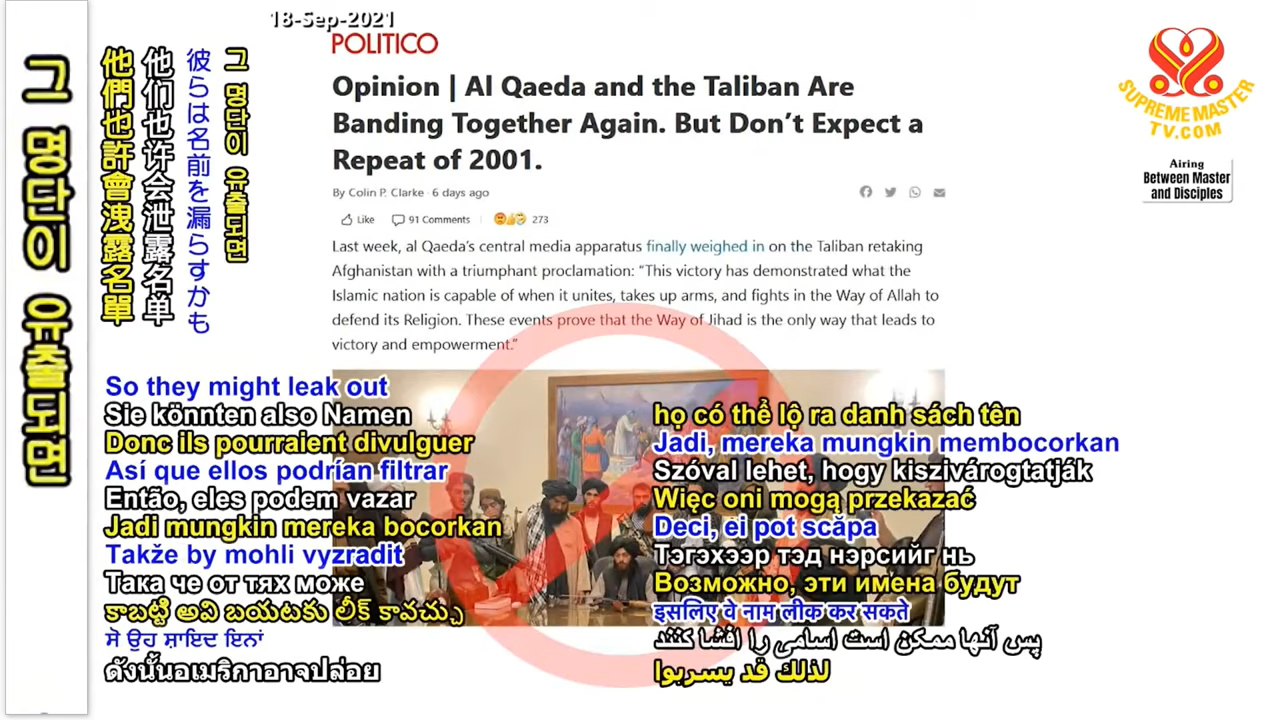 18-Sep-2021
POLITICO
Opinion | Al Qaeda and the Taliban Are
Banding Together Again. But Don't Expect a
Repeat of 2001.
By Colin P. Clarke · 6 days ago
Like
91 Comments
273
Last week, al Qaeda's central media apparatus finally weighed in on the Taliban retaking
Afghanistan with a triumphant proclamation: “This victory has demonstrated what the
Islamic nation is capable of when it unites, takes up arms, and fights in the Way of Allah to
defend its Religion. These events prove that the Way of Jihad is the only way that leads to
victory and empowerment.”
SUPREME MASTER
TV.COM
Airing
Between Master
and Disciples
그 명단이 유출되면
他們也許會洩露名單
他们也许会泄露名单
彼らは名前を漏らすかも
그 명단이 유출되면
So they might leak out
Sie könnten also Namen
Donc ils pourraient divulguer
Así que ellos podrían filtrar
Então, eles podem vazar
Jadi mungkin mereka bocorkan
Takže by mohli vyzradit
Така че от тях може
కాబట్టి అవి బయటకు లీక్ కావచ్చు
ਸੋ ਉਹ ਸ਼ਾਇਦ ਇਨਾਂ
ดังนั้นอเมริกาอาจปล่อย
họ có thể lộ ra danh sách tên
Jadi, mereka mungkin membocorkan
Szóval lehet, hogy kiszivárogtatják
Więc oni mogą przekazać
Deci, ei pot scăpa
Тэгэхээр тэд нэрсийг нь
Возможно, эти имена будут
इसलिए वे नाम लीक कर सकते
پس آنها ممکن است اسامی را افشا کنند
لذلك قد يسربوا